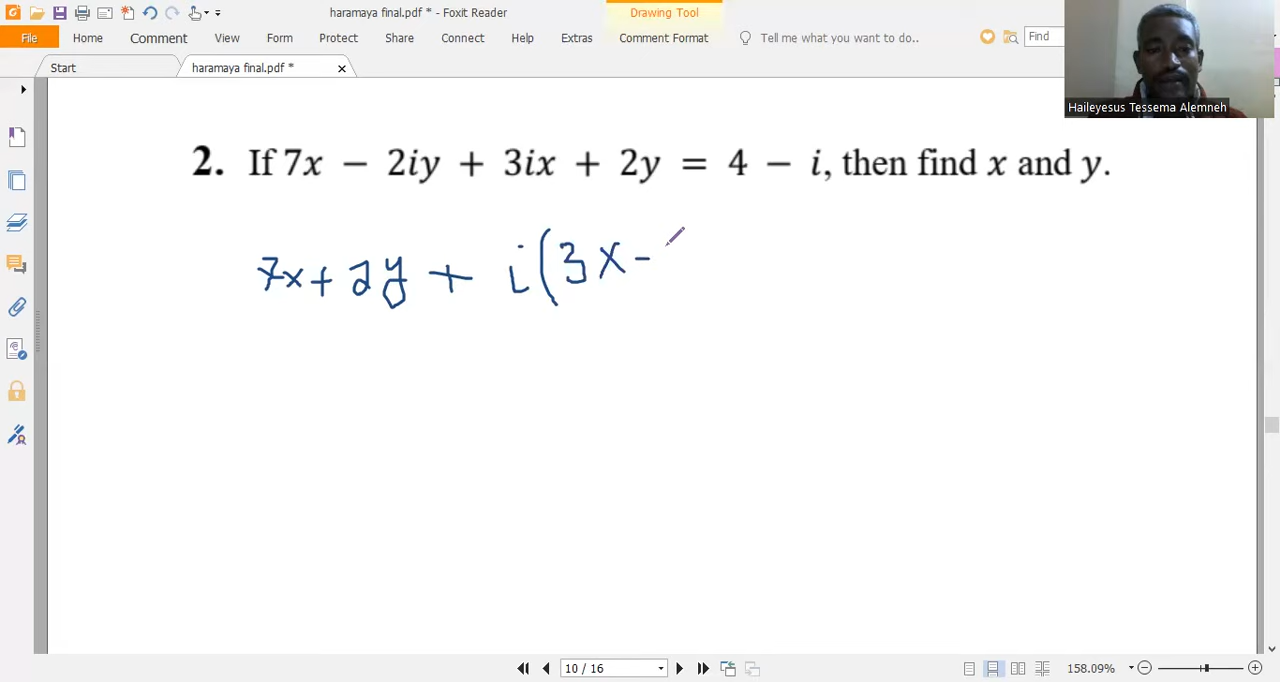 haramaya final.pdf * - Foxit Reader
Drawing Tool
File Home Comment View Form Protect Share Connect Help Extras Comment Format Tell me what you want to do.. Find
Start haramaya final.pdf *
Haileyesus Tessema Alemneh
2. If 7x − 2iy + 3ix + 2y = 4 − i, then find x and y.
7x + 2y + i(3x -
10 / 16 158.09%